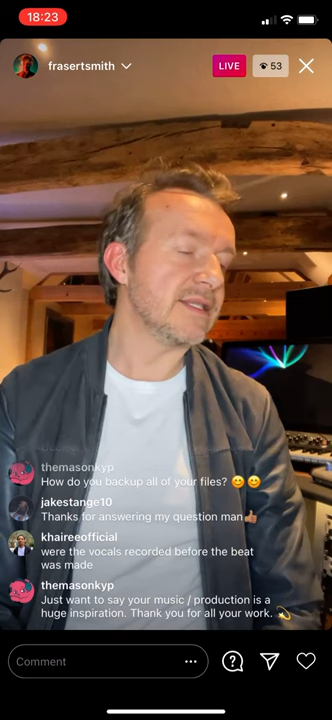 18:23
frasertsmith
LIVE
53
themasonkyp
How do you backup all of your files? 😊😊
jakestange10
Thanks for answering my question man👍🏽
khaireeofficial
were the vocals recorded before the beat
was made
themasonkyp
Just want to say your music / production is a
huge inspiration. Thank you for all your work. 💫
Comment